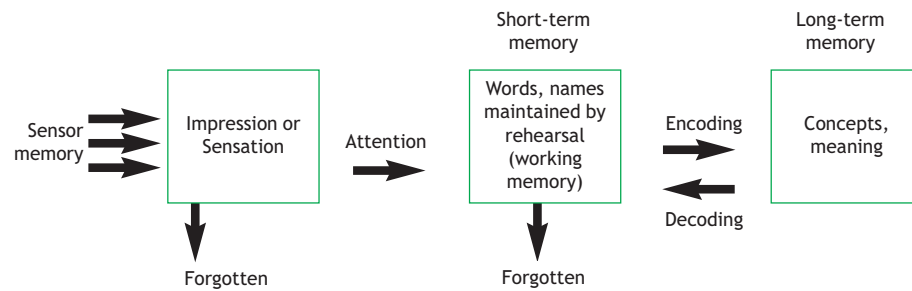 Short-term
memory
Long-term
memory
Sensor
memory
Impression or
Sensation
Attention
Words, names
maintained by
rehearsal
(working
memory)
Encoding
Decoding
Concepts,
meaning
Forgotten
Forgotten